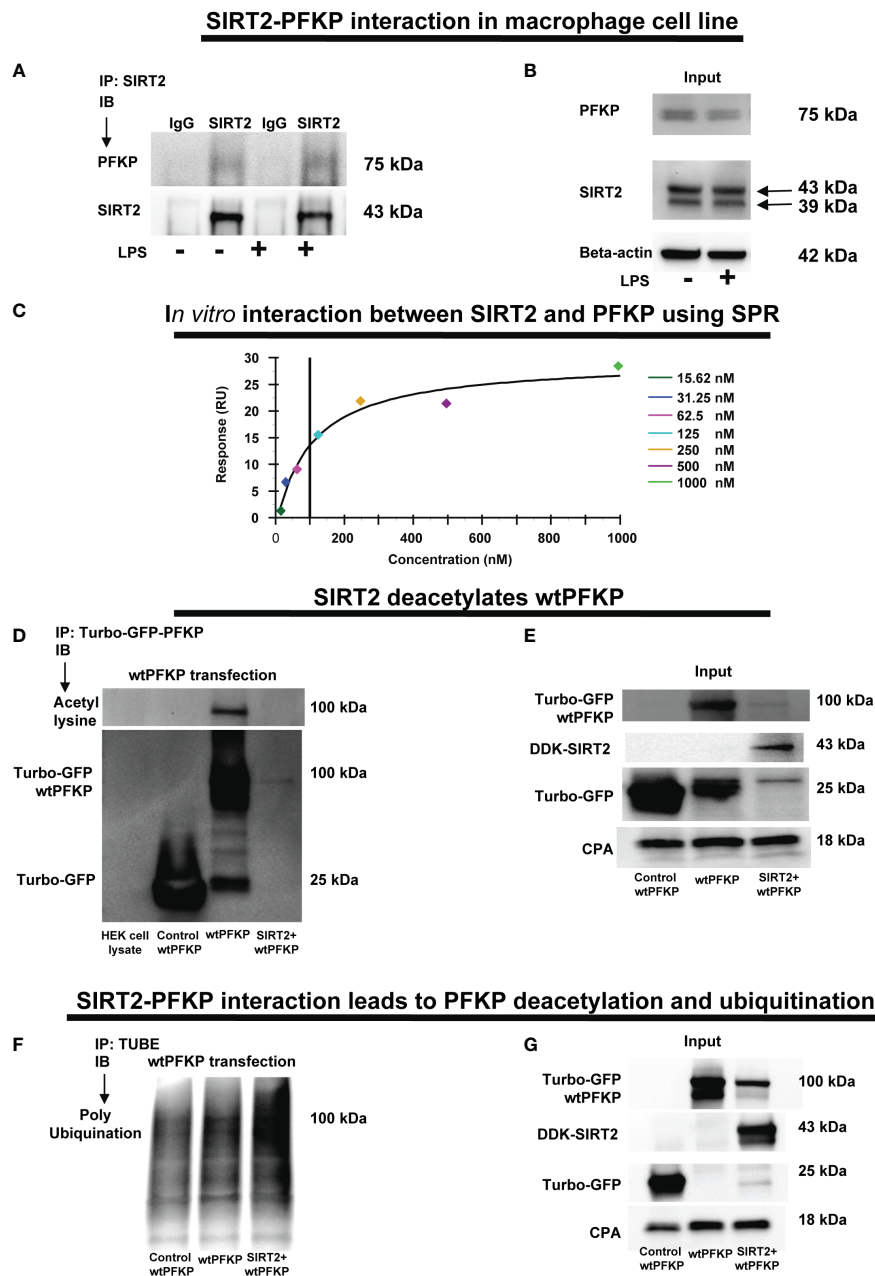 SIRT2-PFKP interaction in macrophage cell line
A
IP: SIRT2
IB
IgG SIRT2 IgG SIRT2
PFKP
75 kDa
SIRT2
43 kDa
LPS - - + +
B
Input
PFKP
75 kDa
SIRT2
43 kDa
39 kDa
Beta-actin
42 kDa
LPS - +
C
In vitro interaction between SIRT2 and PFKP using SPR
Response (RU)
30
25
20
15
10
5
0
0 200 400 600 800 1000
Concentration (nM)
15.62 nM
31.25 nM
62.5 nM
125 nM
250 nM
500 nM
1000 nM
SIRT2 deacetylates wtPFKP
D
IP: Turbo-GFP-PFKP
IB
wtPFKP transfection
Acetyl
lysine
100 kDa
Turbo-GFP
wtPFKP
100 kDa
Turbo-GFP
25 kDa
HEK cell
lysate
Control
wtPFKP
wtPFKP
SIRT2+
wtPFKP
E
Input
Turbo-GFP
wtPFKP
100 kDa
DDK-SIRT2
43 kDa
Turbo-GFP
25 kDa
CPA
18 kDa
Control
wtPFKP
wtPFKP
SIRT2+
wtPFKP
SIRT2-PFKP interaction leads to PFKP deacetylation and ubiquitination
F
IP: TUBE
IB
wtPFKP transfection
Poly
Ubiquination
100 kDa
Control
wtPFKP
wtPFKP
SIRT2+
wtPFKP
G
Input
Turbo-GFP
wtPFKP
100 kDa
DDK-SIRT2
43 kDa
Turbo-GFP
25 kDa
CPA
18 kDa
Control
wtPFKP
wtPFKP
SIRT2+
wtPFKP